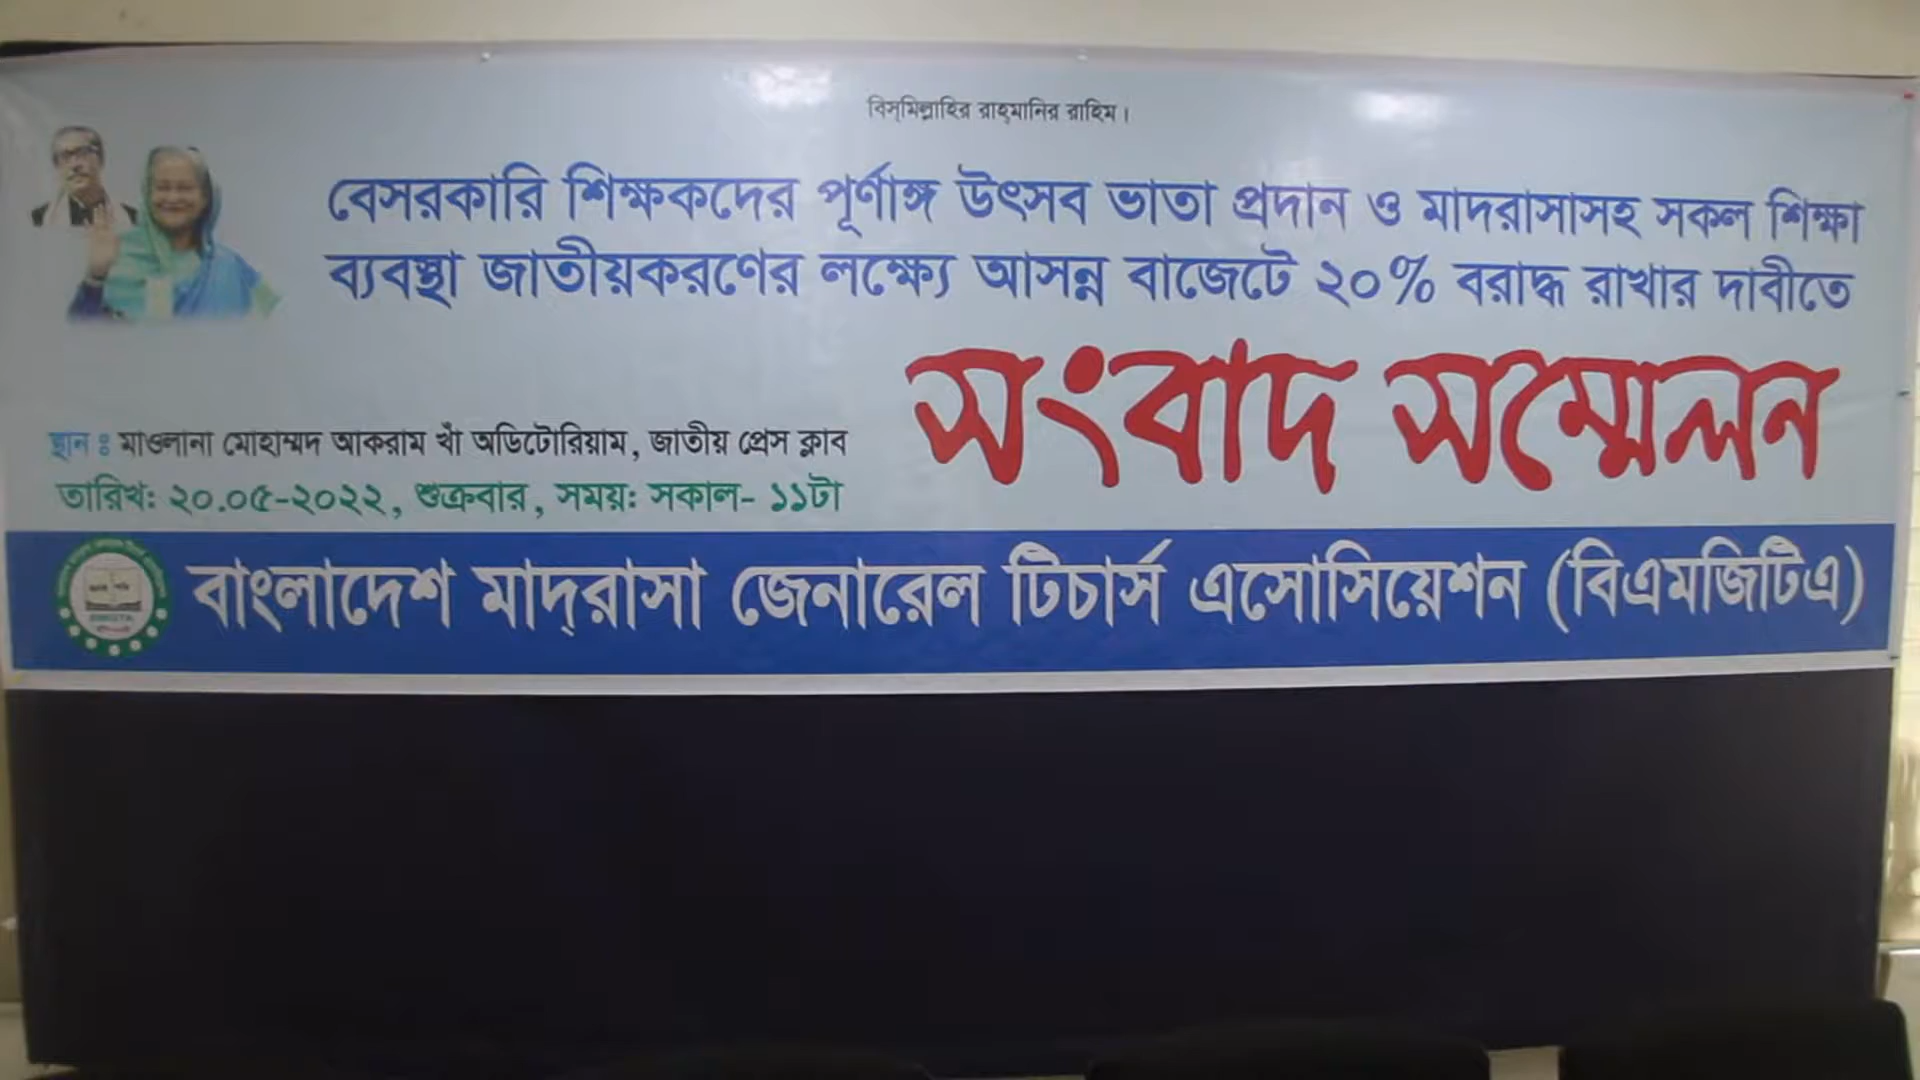 বিস্‌মিল্লাহির রাহ্‌মানির রাহিম।
বেসরকারি শিক্ষকদের পূর্ণাঙ্গ উৎসব ভাতা প্রদান ও মাদরাসাসহ সকল শিক্ষা
ব্যবস্থা জাতীয়করণের লক্ষ্যে আসন্ন বাজেটে ২০% বরাদ্ধ রাখার দাবীতে
সংবাদ সম্মেলন
স্থান ঃ মাওলানা মোহাম্মদ আকরাম খাঁ অডিটোরিয়াম, জাতীয় প্রেস ক্লাব
তারিখ: ২০.০৫-২০২২, শুক্রবার, সময়: সকাল- ১১টা
বাংলাদেশ মাদ্‌রাসা জেনারেল টিচার্স এসোসিয়েশন (বিএমজিটিএ)